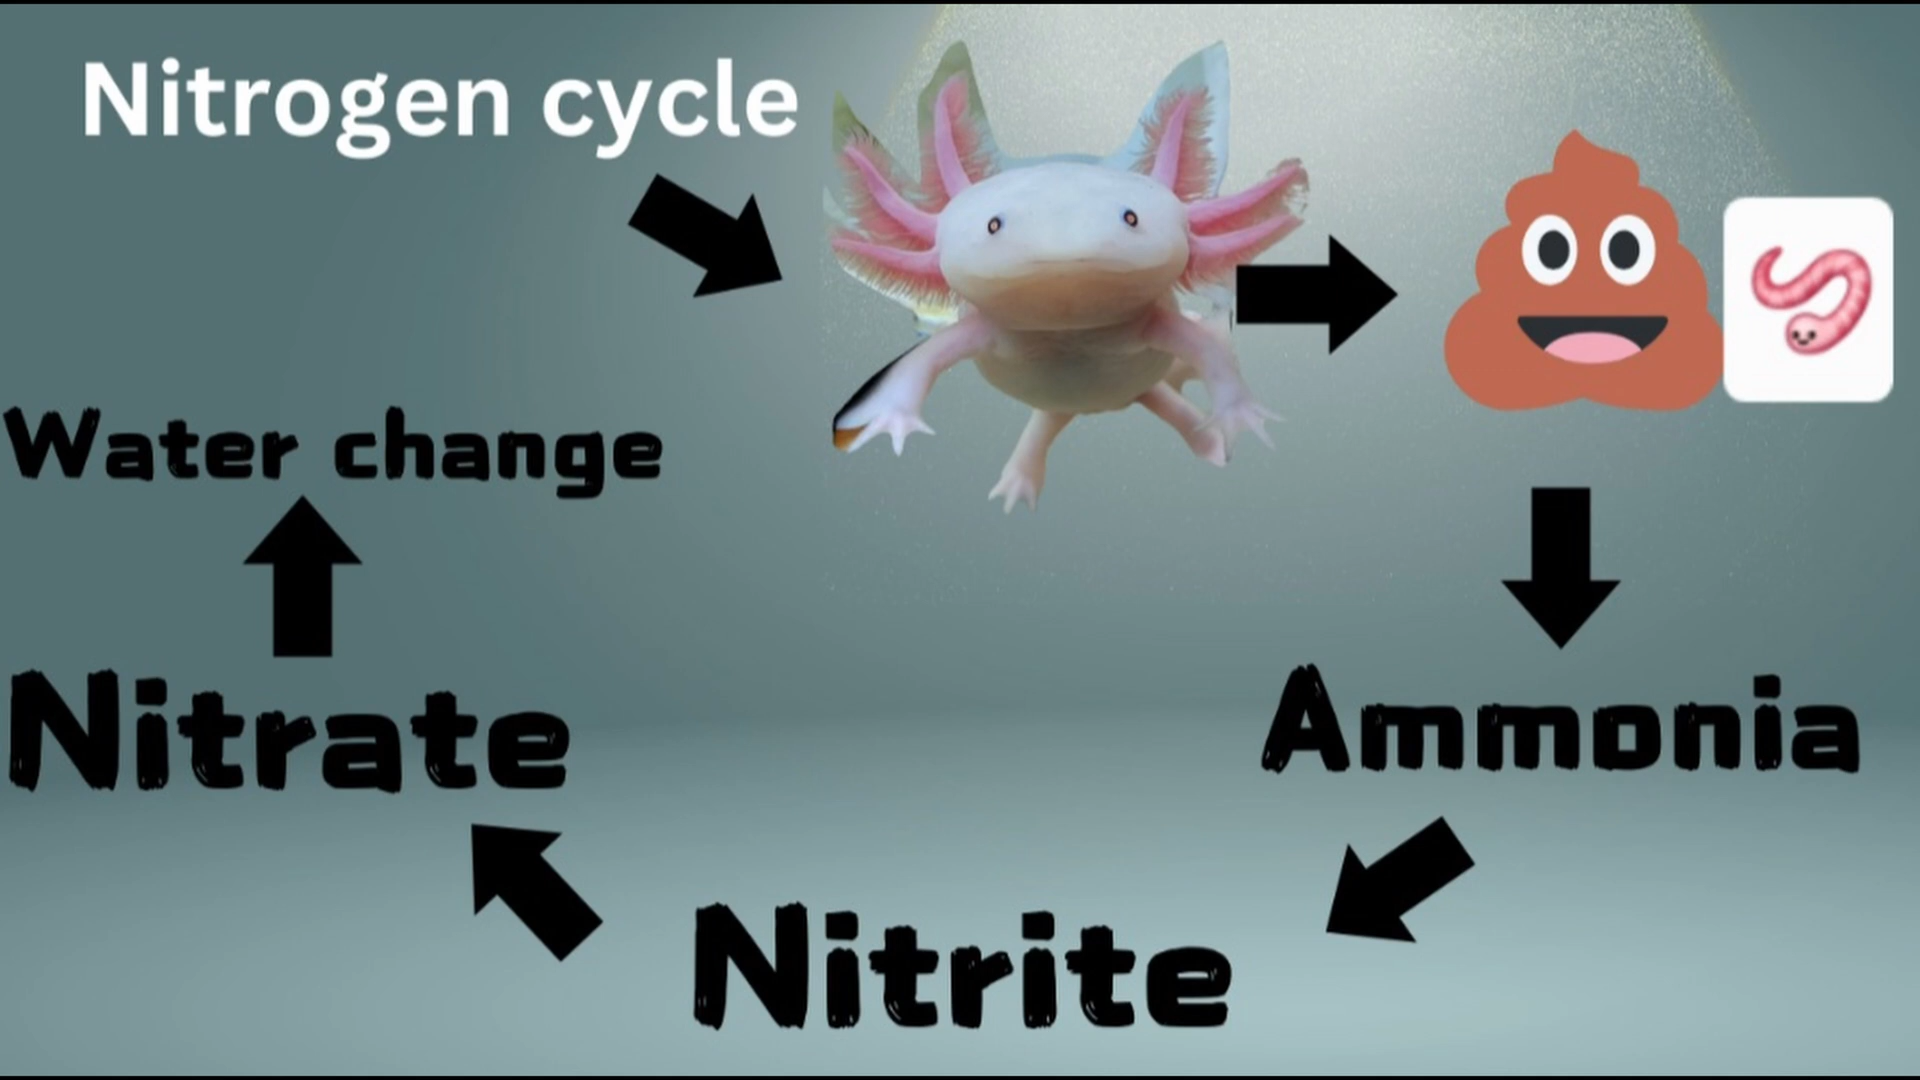 Nitrogen cycle
Water change
Nitrate
Ammonia
Nitrite